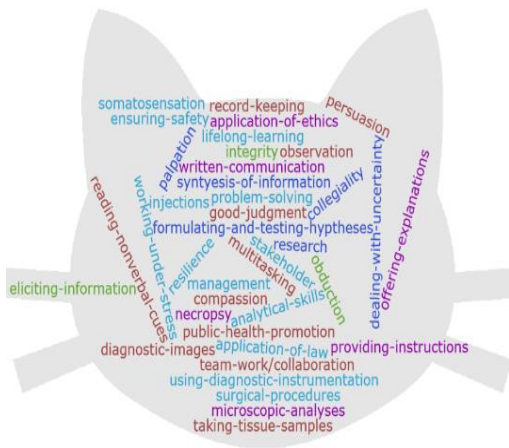 somatosensation record-keeping
persuasion
ensuring-safety application-of-ethics
lifelong-learning
palpation
integrity observation
written-communication
syntyesis-of-information
dealing-with-uncertainty
offering-explanations
reading-nonverbal-cues
working-under-stress
injections problem-solving
collegiality
good-judgment
formulating-and-testing-hyptheses
resilience
multitasking
stakeholder
research
obduction
eliciting-information
management
compassion
necropsy
analytical-skills
public-health-promotion
diagnostic-images application-of-law providing-instructions
team-work/collaboration
using-diagnostic-instrumentation
surgical-procedures
microscopic-analyses
taking-tissue-samples